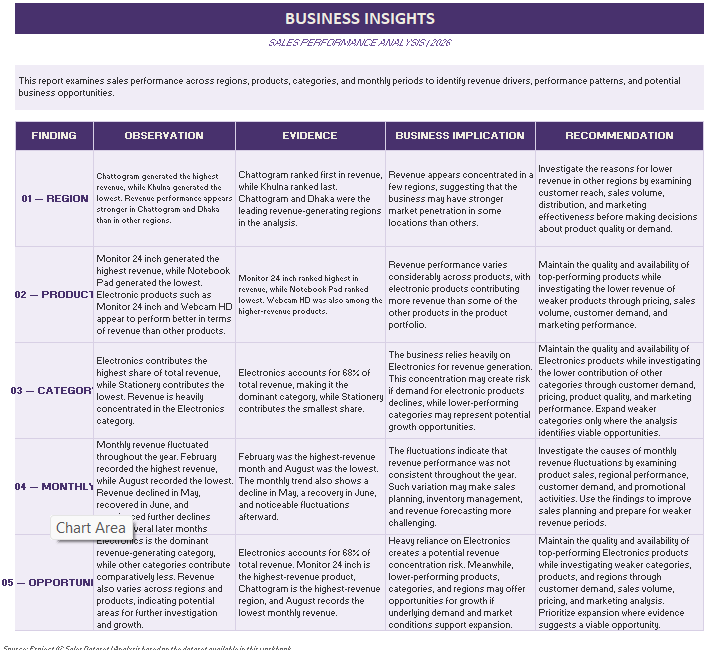 BUSINESS INSIGHTS
SALES PERFORMANCE ANALYSIS | 2026
This report examines sales performance across regions, products, categories, and monthly periods to identify revenue drivers, performance patterns, and potential
business opportunities.
FINDING
OBSERVATION
EVIDENCE
BUSINESS IMPLICATION
RECOMMENDATION
01 — REGION
Chattogram generated the highest
revenue, while Khulna generated the
lowest. Revenue performance appears
stronger in Chattogram and Dhaka
than in other regions.
Chattogram ranked first in revenue,
while Khulna ranked last.
Chattogram and Dhaka were the
leading revenue-generating regions
in the analysis.
Revenue appears concentrated in a
few regions, suggesting that the
business may have stronger
market penetration in some
locations than others.
Investigate the reasons for lower
revenue in other regions by examining
customer reach, sales volume,
distribution, and marketing
effectiveness before making decisions
about product quality or demand.
02 — PRODUCT
Monitor 24 inch generated the
highest revenue, while Notebook
Pad generated the lowest.
Electronic products such as
Monitor 24 inch and Webcam HD
appear to perform better in terms
of revenue than other products.
Monitor 24 inch ranked highest in
revenue, while Notebook Pad ranked
lowest. Webcam HD was also among the
higher-revenue products.
Revenue performance varies
considerably across products, with
electronic products contributing
more revenue than some of the
other products in the product
portfolio.
Maintain the quality and availability of
top-performing products while
investigating the lower revenue of
weaker products through pricing, sales
volume, customer demand, and
marketing performance.
03 — CATEGOR
Electronics contributes the
highest share of total revenue,
while Stationery contributes the
lowest. Revenue is heavily
concentrated in the Electronics
category.
Electronics accounts for 68% of
total revenue, making it the
dominant category, while Stationery
contributes the smallest share.
The business relies heavily on
Electronics for revenue generation.
This concentration may create risk
if demand for electronic products
declines, while lower-performing
categories may represent potential
growth opportunities.
Maintain the quality and availability of
Electronics products while investigating
the lower contribution of other
categories through customer demand,
pricing, product quality, and marketing
performance. Expand weaker
categories only where the analysis
identifies viable opportunities.
04 — MONTHLY
Monthly revenue fluctuated
throughout the year. February
recorded the highest revenue,
while August recorded the lowest.
Revenue declined in May,
recovered in June, and
further declines
several later months
February was the highest-revenue
month and August was the lowest.
The monthly trend also shows a
decline in May, a recovery in June,
and noticeable fluctuations
afterward.
The fluctuations indicate that
revenue performance was not
consistent throughout the year.
Such variation may make sales
planning, inventory management,
and revenue forecasting more
challenging.
Investigate the causes of monthly
revenue fluctuations by examining
product sales, regional performance,
customer demand, and promotional
activities. Use the findings to improve
sales planning and prepare for weaker
revenue periods.
Chart Area
05 — OPPORTUNI
Electronics is the dominant
revenue-generating category,
while other categories contribute
comparatively less. Revenue
also varies across regions and
products, indicating potential
areas for further investigation
and growth.
Electronics accounts for 68% of
total revenue. Monitor 24 inch is
the highest-revenue product,
Chattogram is the highest-revenue
region, and August records the
lowest monthly revenue.
Heavy reliance on Electronics
creates a potential revenue
concentration risk. Meanwhile,
lower-performing products,
categories, and regions may offer
opportunities for growth if
underlying demand and market
conditions support expansion.
Maintain the quality and availability of
top-performing Electronics products
while investigating weaker categories,
products, and regions through
customer demand, sales volume,
pricing, and marketing analysis.
Prioritize expansion where evidence
suggests a viable opportunity.